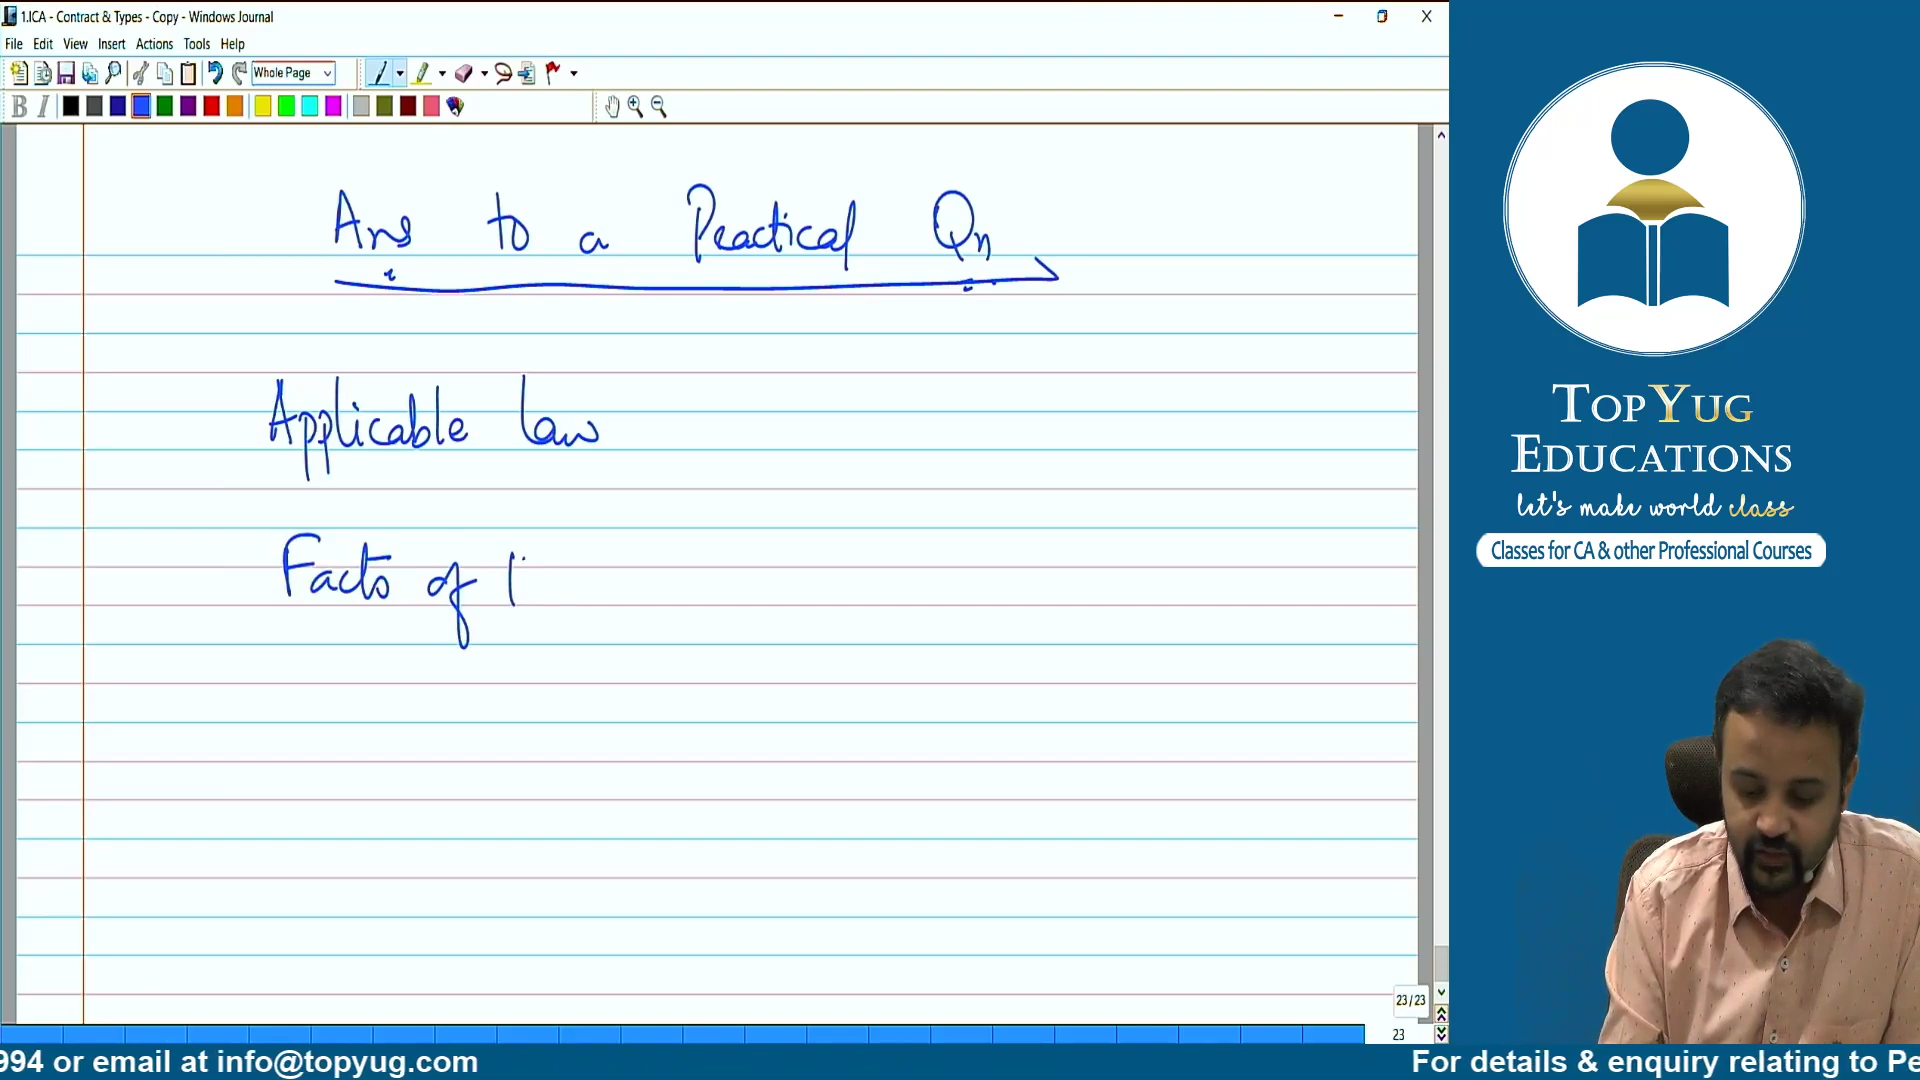 1.ICA - Contract & Types - Copy - Windows Journal
File Edit View Insert Actions Tools Help
Whole Page
B I
Ans to a Practical Qn
Applicable law
Facts of
23 / 23
23
TOPYUG
EDUCATIONS
let's make world class
Classes for CA & other Professional Courses
994 or email at info@topyug.com
For details & enquiry relating to Pe